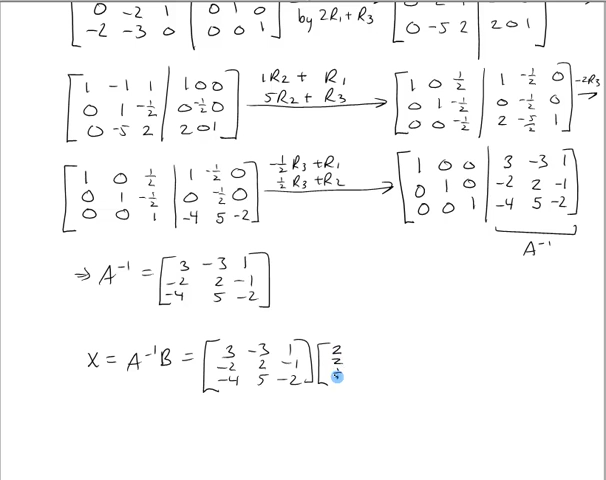 0 -2 1 | 0 1 0
-2 -3 0 | 0 0 1
by 2R₁+R₃
0 -5 2 | 2 0 1
1 -1 1 | 1 0 0
0 1 -1/2 | 0 -1/2 0
0 -5 2 | 2 0 1
1R₂ + R₁
5R₂ + R₃
1 0 1/2 | 1 -1/2 0
0 1 -1/2 | 0 -1/2 0
0 0 -1/2 | 2 -5/2 1
-2R₃
1 0 1/2 | 1 -1/2 0
0 1 -1/2 | 0 -1/2 0
0 0 1 | -4 5 -2
-1/2 R₃ + R₁
1/2 R₃ + R₂
1 0 0 | 3 -3 1
0 1 0 | -2 2 -1
0 0 1 | -4 5 -2
A⁻¹
⇒ A⁻¹ = [3 -3 1
-2 2 -1
-4 5 -2]
X = A⁻¹B = [3 -3 1
-2 2 -1
-4 5 -2] [2
2
5